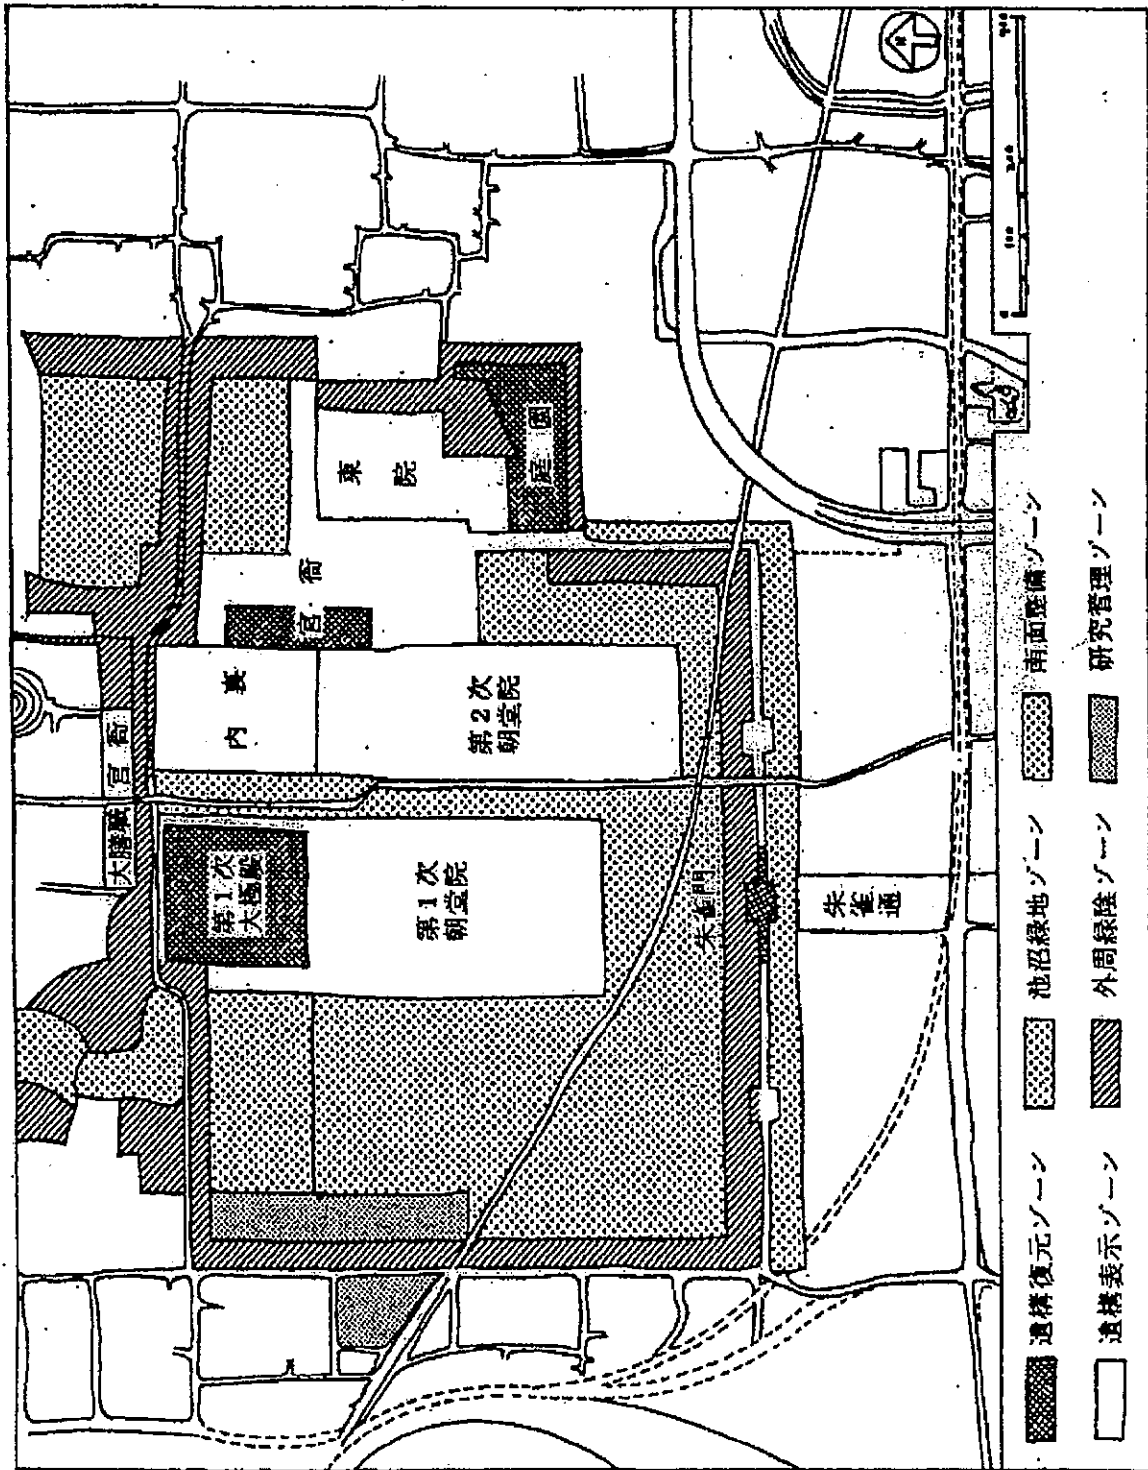 大膳職
官衙
内裏
官衙
東院
庭園
第1次
大極殿
第1次
朝堂院
第2次
朝堂院
朱雀門
朱雀通
N
0
100
200
遺構復元ゾーン
池沼緑地ゾーン
南面整備ゾーン
遺構表示ゾーン
外周緑陰ゾーン
研究管理ゾーン